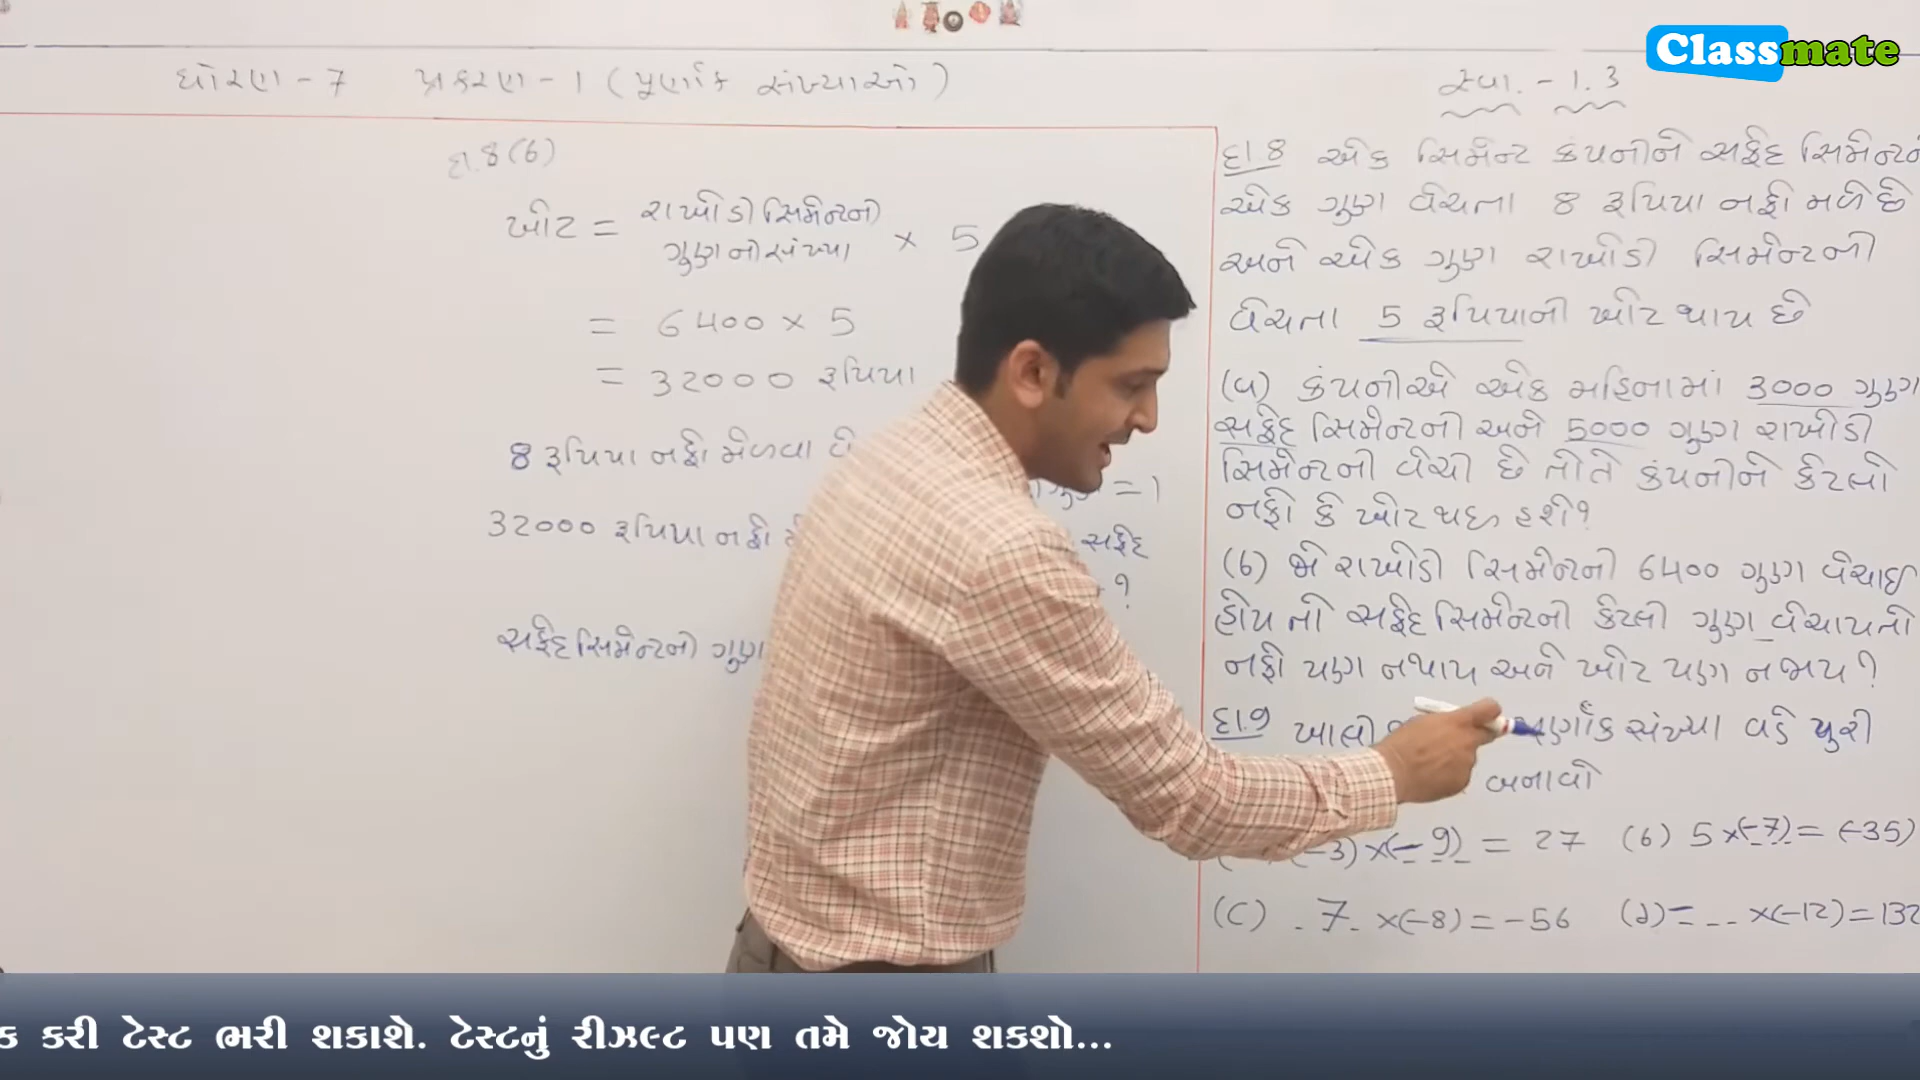 Classmate
ધોરણ - 7 પ્રકરણ - 1 (પૂર્ણાંક સંખ્યાઓ)
સ્વા. - 1.3
દા.8(6)
ખોટ = રાખોડી સિમેન્ટની ગુણની સંખ્યા × 5
= 6400 × 5
= 32000 રૂપિયા
8 રૂપિયા નફો મેળવા
= 1
32000 રૂપિયા નફો
સફેદ
?
સફેદ સિમેન્ટની ગુણ
દા.8 એક સિમેન્ટ કંપનીને સફેદ સિમેન્ટની
એક ગુણ વેચતા 8 રૂપિયા નફો મળે છે
અને એક ગુણ રાખોડી સિમેન્ટની
વેચતા 5 રૂપિયાની ખોટ થાય છે
(a) કંપનીએ એક મહિનામાં 3000 ગુણ
સફેદ સિમેન્ટની અને 5000 ગુણ રાખોડી
સિમેન્ટની વેચી છે તો તે કંપનીને કેટલો
નફો કે ખોટ થઇ હશે?
(b) જો રાખોડી સિમેન્ટની 6400 ગુણ વેચાઇ
હોય તો સફેદ સિમેન્ટની કેટલી ગુણ વેચાય તો
નફો પણ ન થાય અને ખોટ પણ ન જાય?
દા.9 ખાલી પૂર્ણાંક સંખ્યા વડે પુરી
બનાવો
(-3) × (-9) = 27 (b) 5 × (-7) = (-35)
(c) 7 × (-8) = -56 (d) - -- × (-12) = 132
ક કરી ટેસ્ટ ભરી શકાશે. ટેસ્ટનું રીઝલ્ટ પણ તમે જોય શકશો...